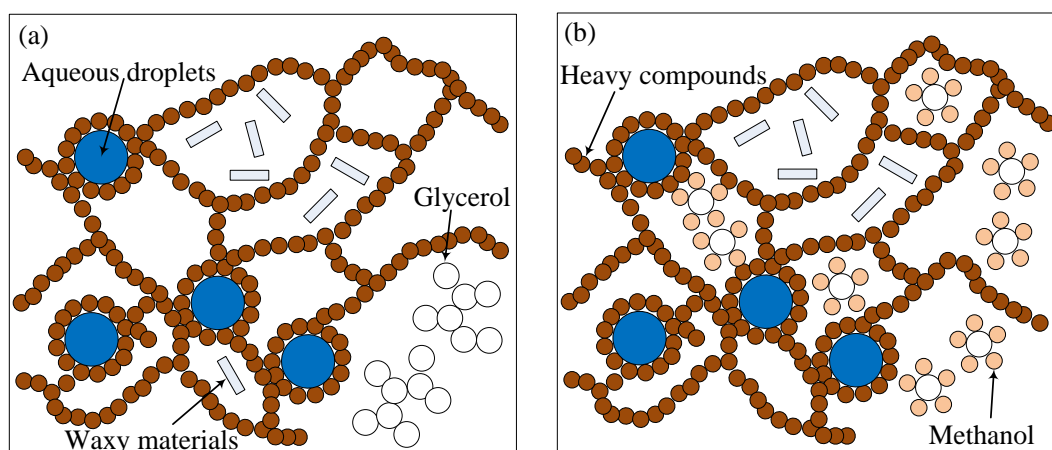 (a)
Aqueous droplets
Glycerol
Waxy materials
(b)
Heavy compounds
Methanol